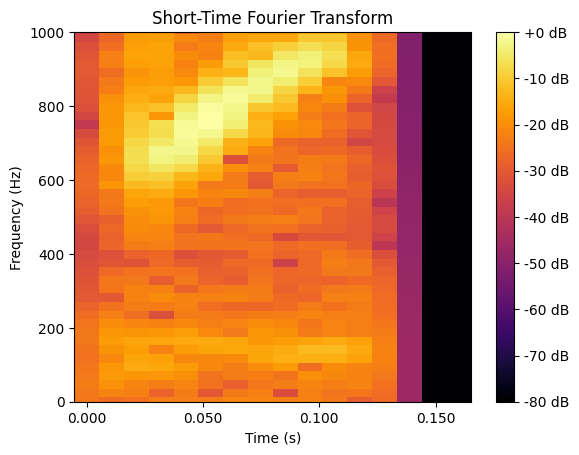 Short-Time Fourier Transform
1000
800
600
400
200
0
Frequency (Hz)
0.000
0.050
0.100
0.150
Time (s)
+0 dB
-10 dB
-20 dB
-30 dB
-40 dB
-50 dB
-60 dB
-70 dB
-80 dB